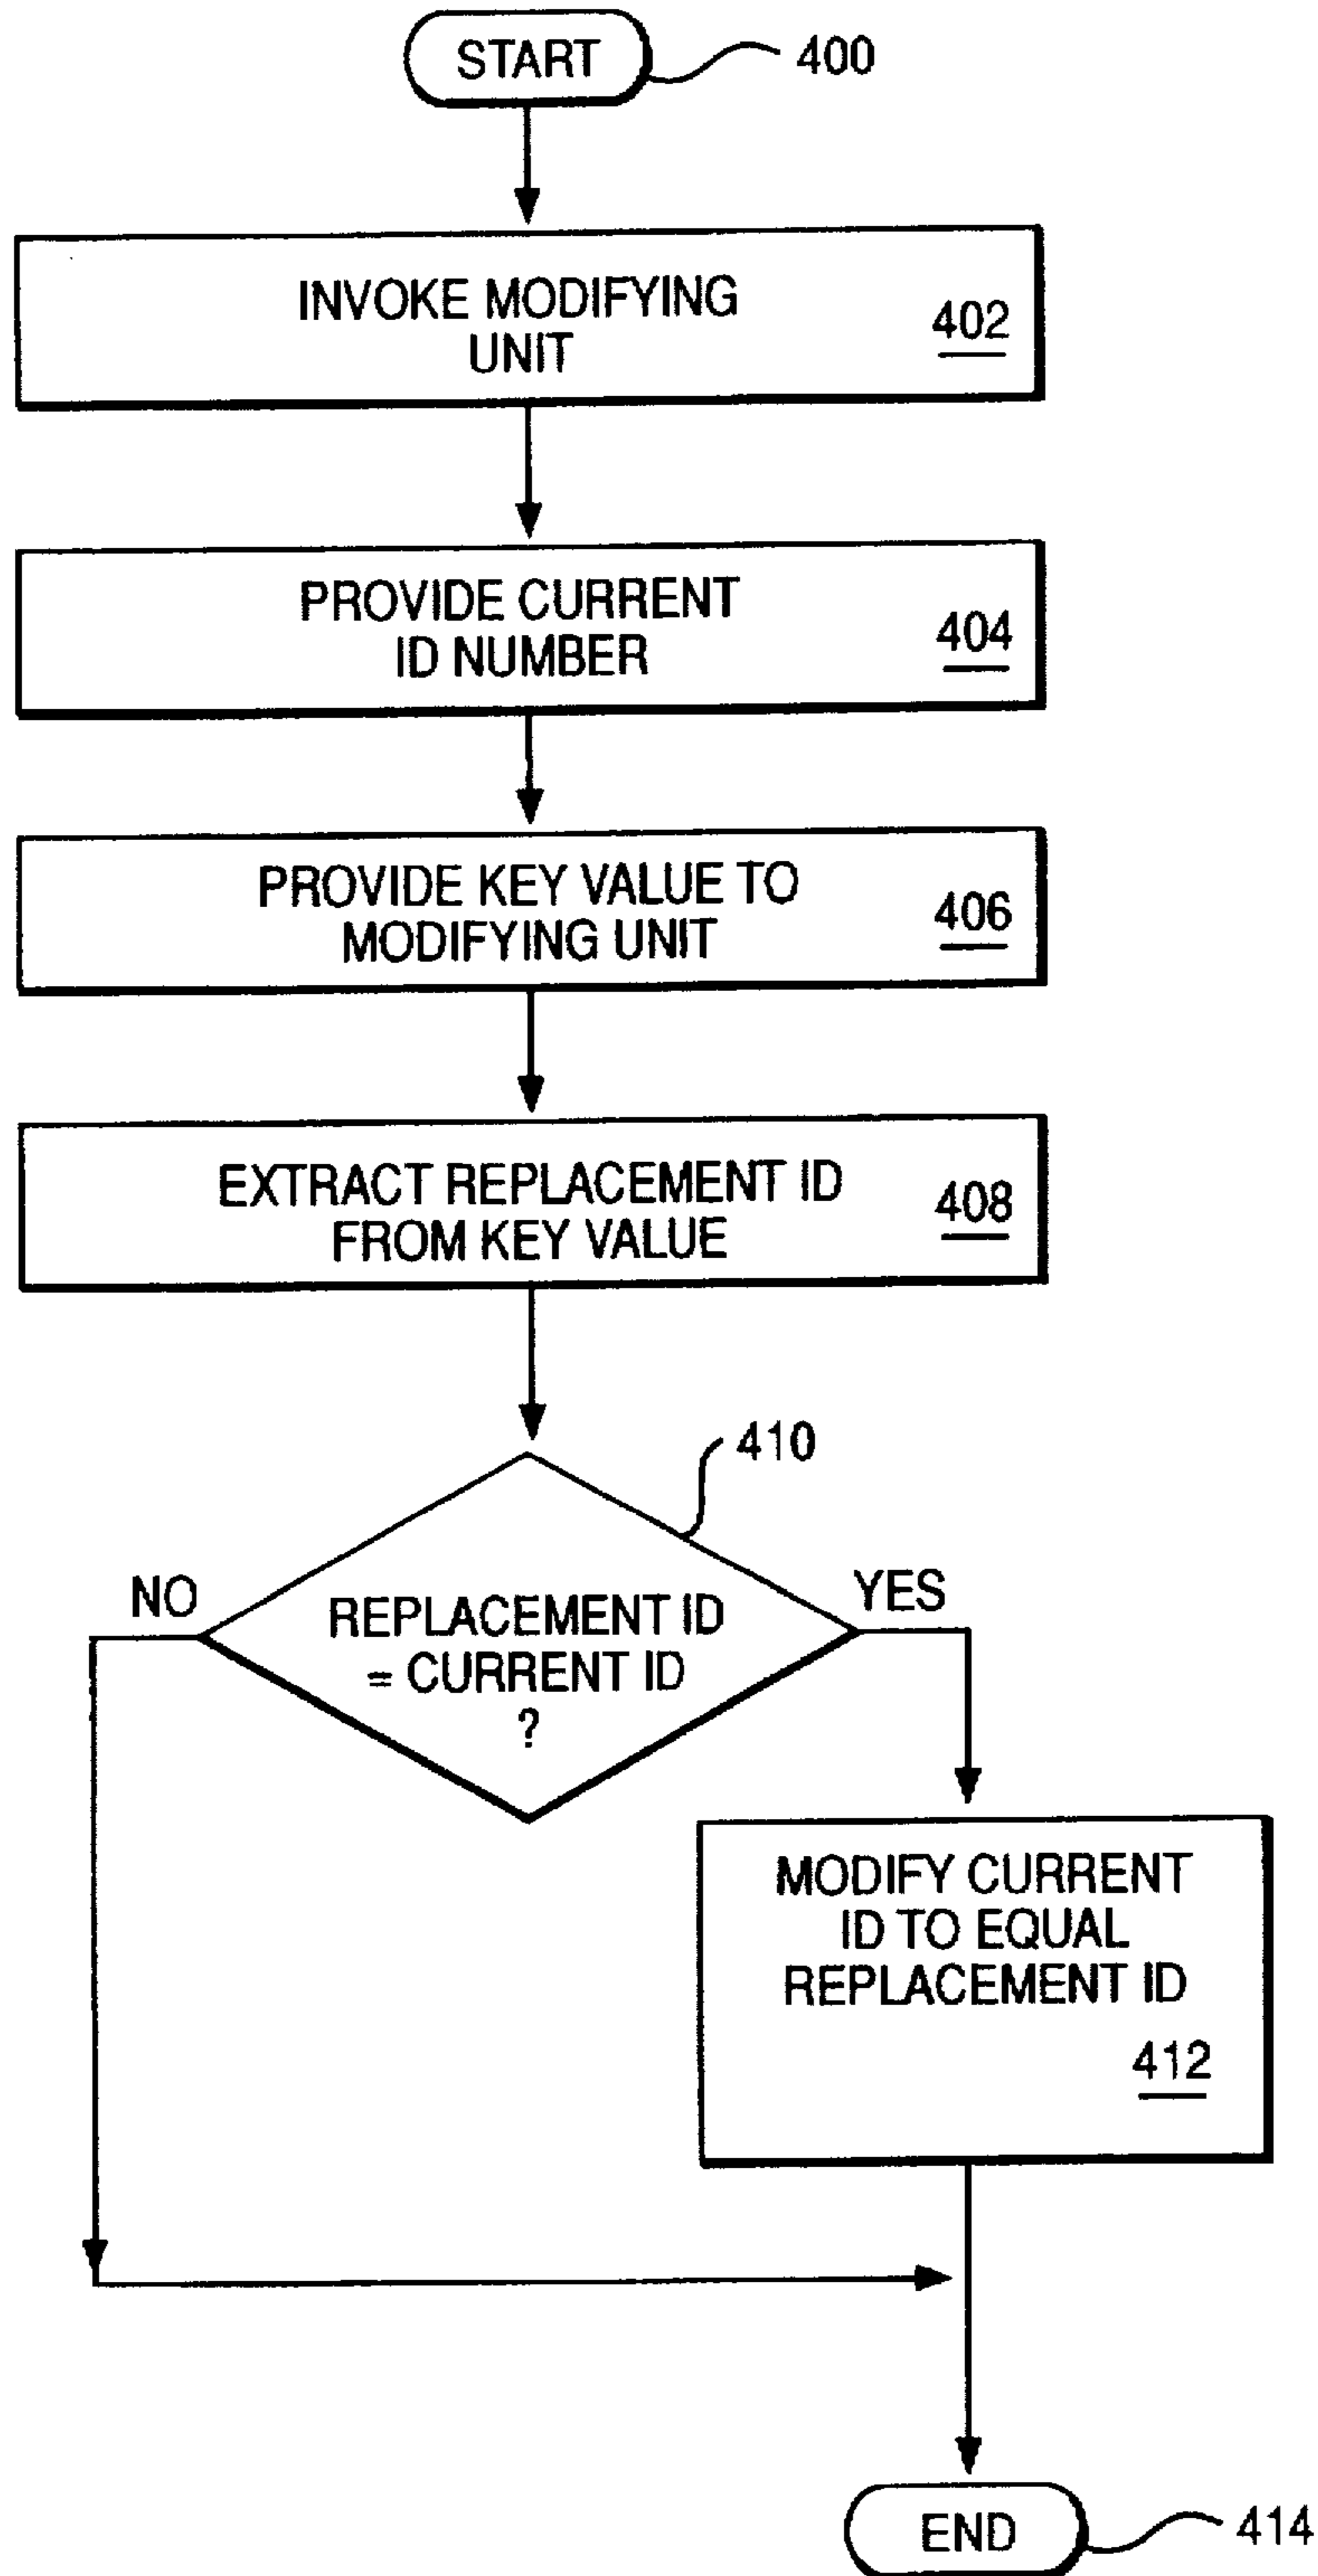 START
400
INVOKE MODIFYING
UNIT
402
PROVIDE CURRENT
ID NUMBER
404
PROVIDE KEY VALUE TO
MODIFYING UNIT
406
EXTRACT REPLACEMENT ID
FROM KEY VALUE
408
410
NO
YES
REPLACEMENT ID
= CURRENT ID
?
MODIFY CURRENT
ID TO EQUAL
REPLACEMENT ID
412
END
414